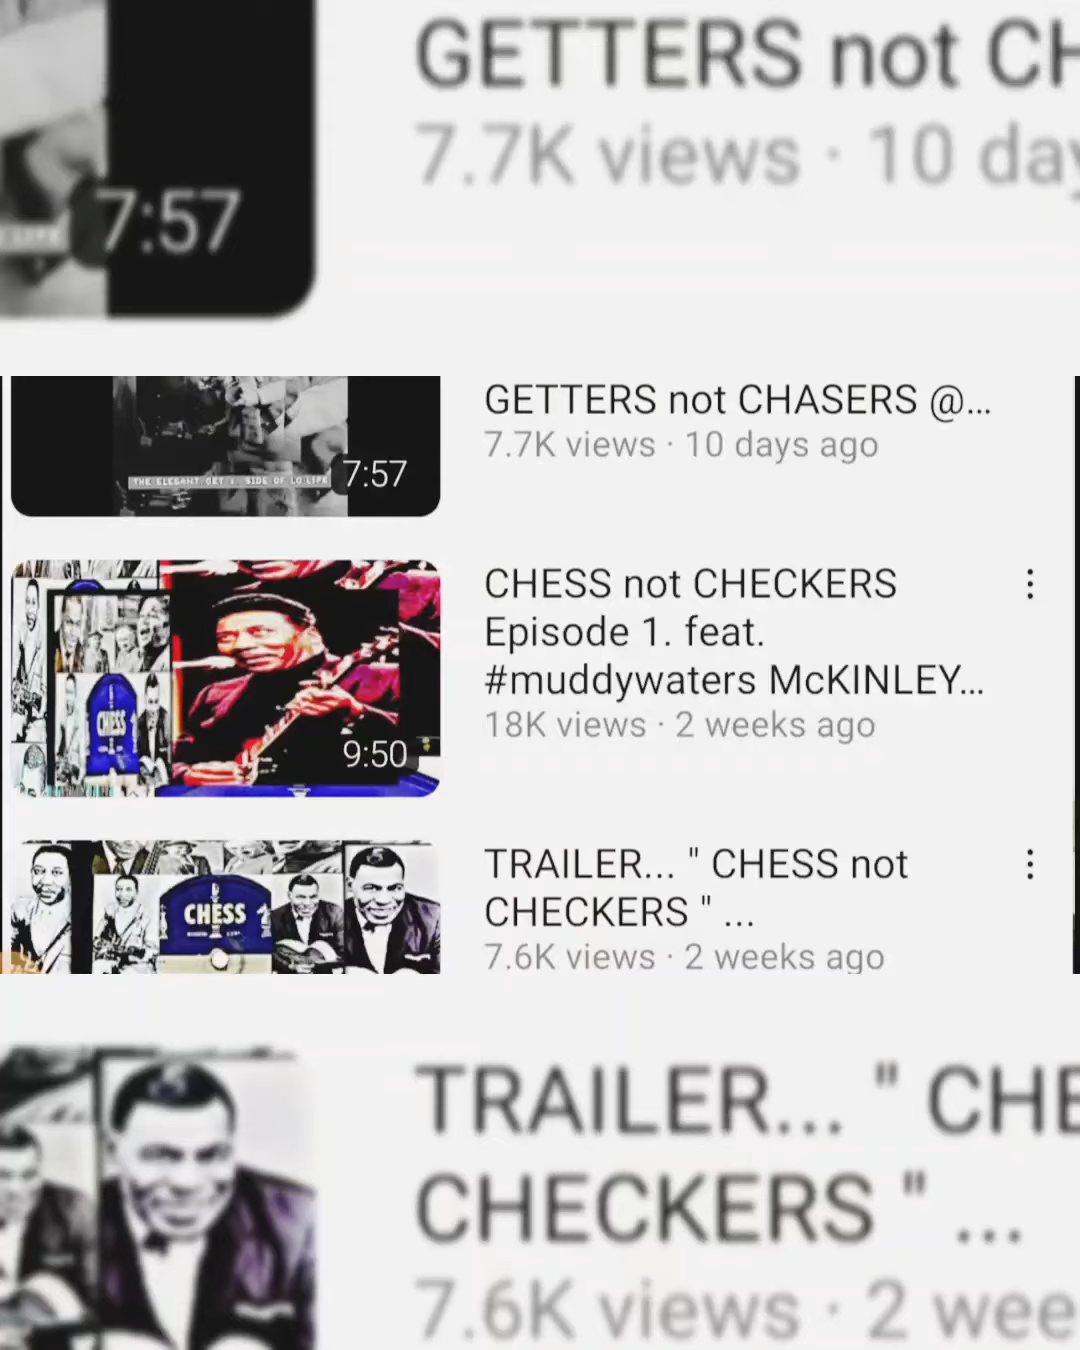 GETTERS not CH
7.7K views · 10 day
7:57
GETTERS not CHASERS @...
7.7K views · 10 days ago
7:57
THE ELEGANT SIDE OF LO LIFE
CHESS not CHECKERS
Episode 1. feat.
#muddywaters McKINLEY...
18K views · 2 weeks ago
CHESS
9:50
TRAILER... " CHESS not
CHECKERS " ...
7.6K views · 2 weeks ago
CHESS
TRAILER... " CHE
CHECKERS " ...
7.6K views · 2 wee